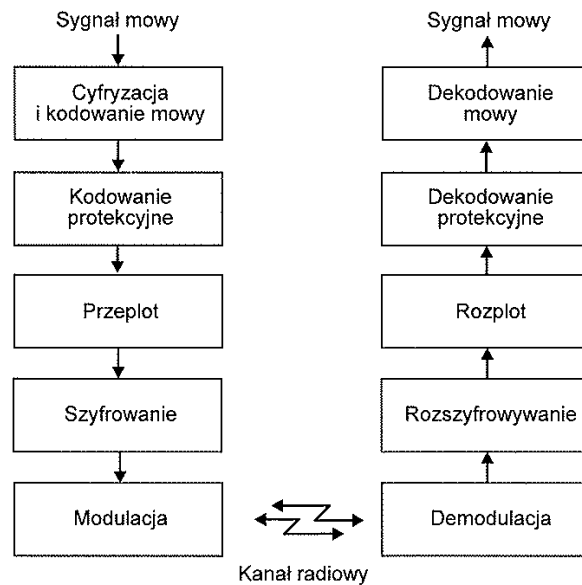 Sygnał mowy
Cyfryzacja
i kodowanie mowy
Kodowanie
protekcyjne
Przeplot
Szyfrowanie
Modulacja
Sygnał mowy
Dekodowanie
mowy
Dekodowanie
protekcyjne
Rozplot
Rozszyfrowywanie
Demodulacja
Kanał radiowy